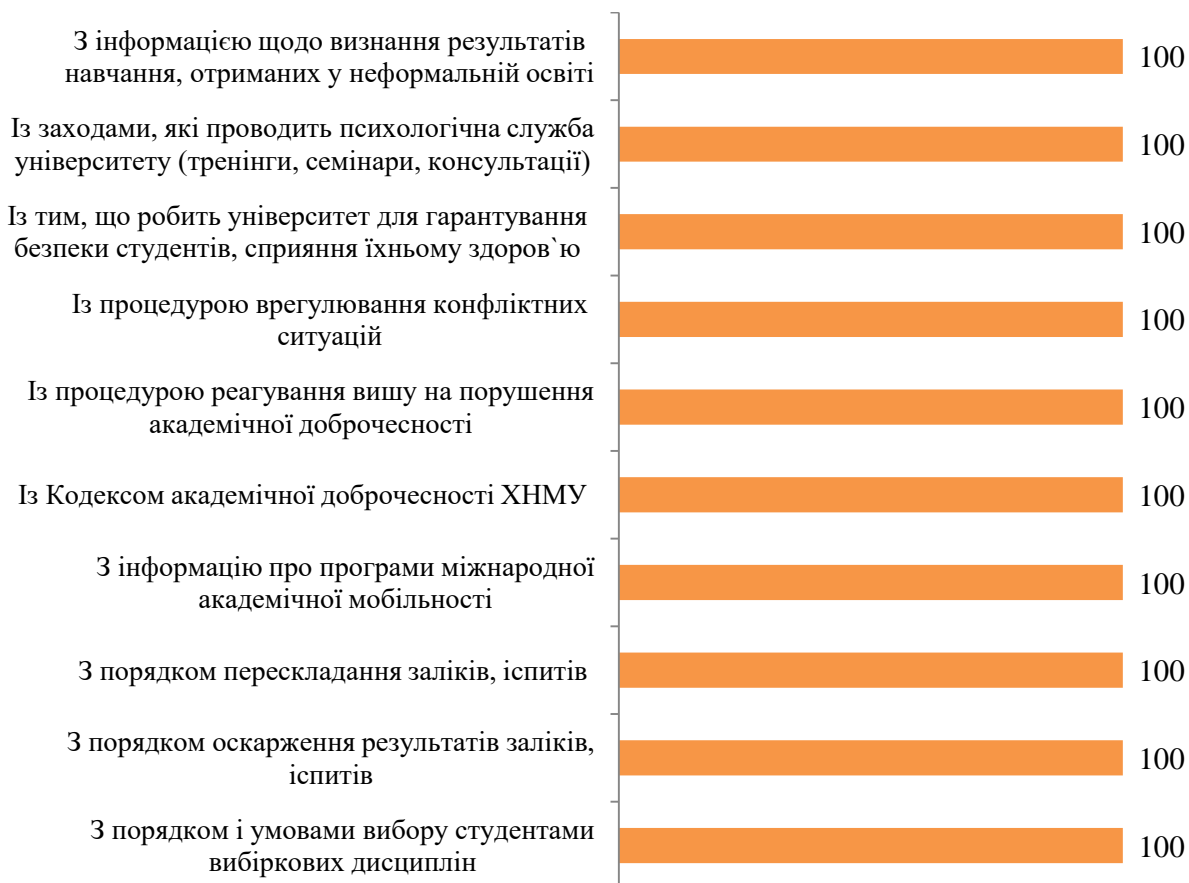 З інформацією щодо визнання результатів
навчання, отриманих у неформальній освіті
100
Із заходами, які проводить психологічна служба
університету (тренінги, семінари, консультації)
100
Із тим, що робить університет для гарантування
безпеки студентів, сприяння їхньому здоров`ю
100
Із процедурою врегулювання конфліктних
ситуацій
100
Із процедурою реагування вишу на порушення
академічної доброчесності
100
Із Кодексом академічної доброчесності ХНМУ
100
З інформацію про програми міжнародної
академічної мобільності
100
З порядком перескладання заліків, іспитів
100
З порядком оскарження результатів заліків,
іспитів
100
З порядком і умовами вибору студентами
вибіркових дисциплін
100